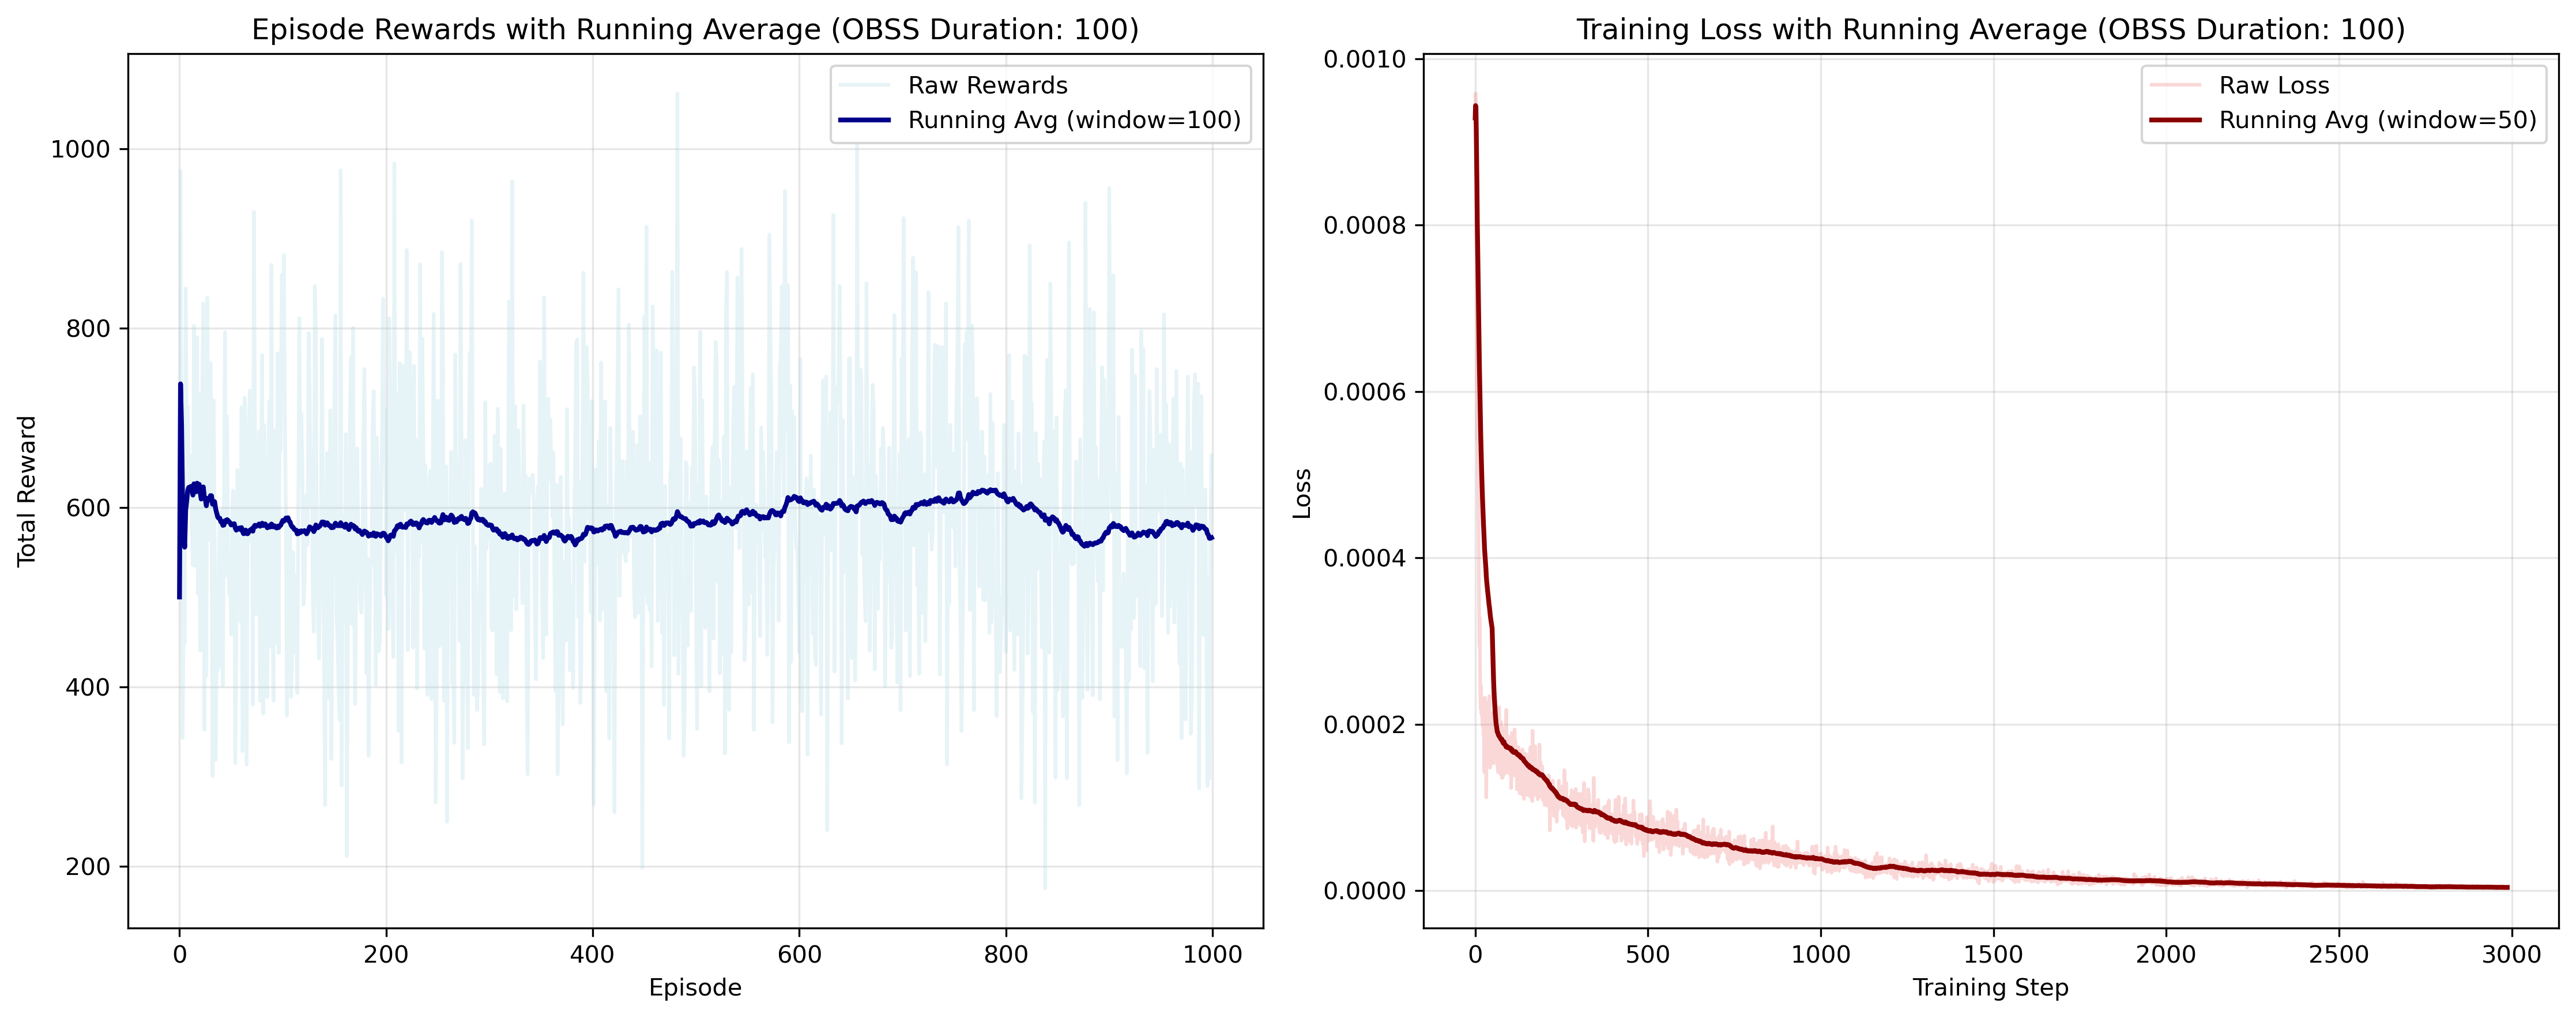 Episode Rewards with Running Average (OBSS Duration: 100)
Raw Rewards
Running Avg (window=100)
Total Reward
1000
800
600
400
200
0
200
400
600
800
1000
Episode
Training Loss with Running Average (OBSS Duration: 100)
Raw Loss
Running Avg (window=50)
Loss
0.0010
0.0008
0.0006
0.0004
0.0002
0.0000
0
500
1000
1500
2000
2500
3000
Training Step